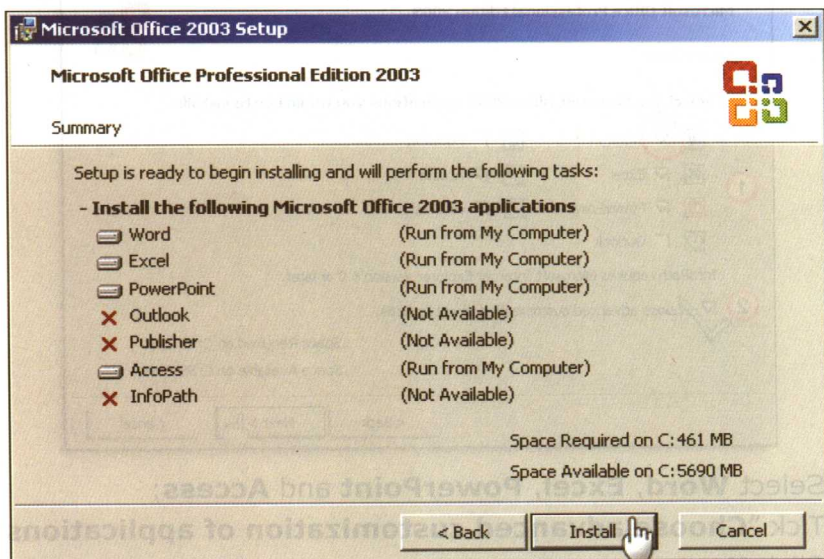 Microsoft Office 2003 Setup
Microsoft Office Professional Edition 2003
Summary
Setup is ready to begin installing and will perform the following tasks:
- Install the following Microsoft Office 2003 applications
Word (Run from My Computer)
Excel (Run from My Computer)
PowerPoint (Run from My Computer)
Outlook (Not Available)
Publisher (Not Available)
Access (Run from My Computer)
InfoPath (Not Available)
Space Required on C: 461 MB
Space Available on C: 5690 MB
Select Word, Excel, PowerPoint and Access;
Tick "Choose advanced customization of applications
< Back Install Cancel